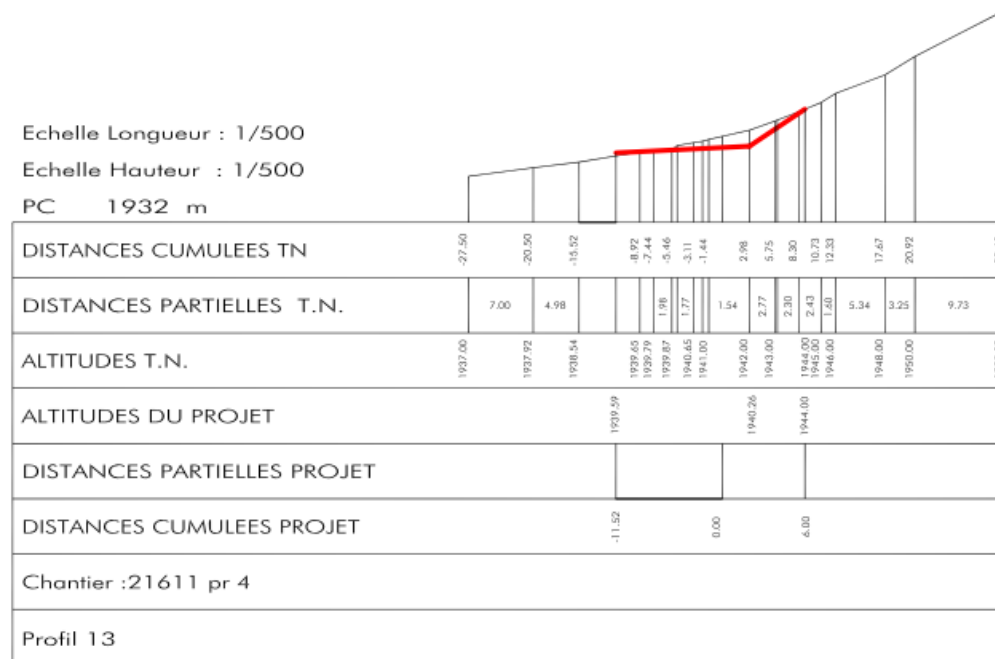 Echelle Longueur : 1/500
Echelle Hauteur : 1/500
PC 1932 m
DISTANCES CUMULEES TN -27.50 -20.50 -15.52 -8.92 -7.44 -5.46 -3.11 -1.44 2.98 5.75 8.30 10.73 12.33 17.67 20.92
DISTANCES PARTIELLES T.N. 7.00 4.98 1.98 1.77 1.54 2.77 2.30 2.43 1.60 5.34 3.25 9.73
ALTITUDES T.N. 1937.00 1937.92 1938.54 1939.65 1939.79 1939.87 1940.65 1941.00 1942.00 1943.00 1944.00 1945.00 1946.00 1948.00 1950.00
ALTITUDES DU PROJET 1939.59 1940.26 1944.00
DISTANCES PARTIELLES PROJET
DISTANCES CUMULEES PROJET -11.52 0.00 6.00
Chantier :21611 pr 4
Profil 13